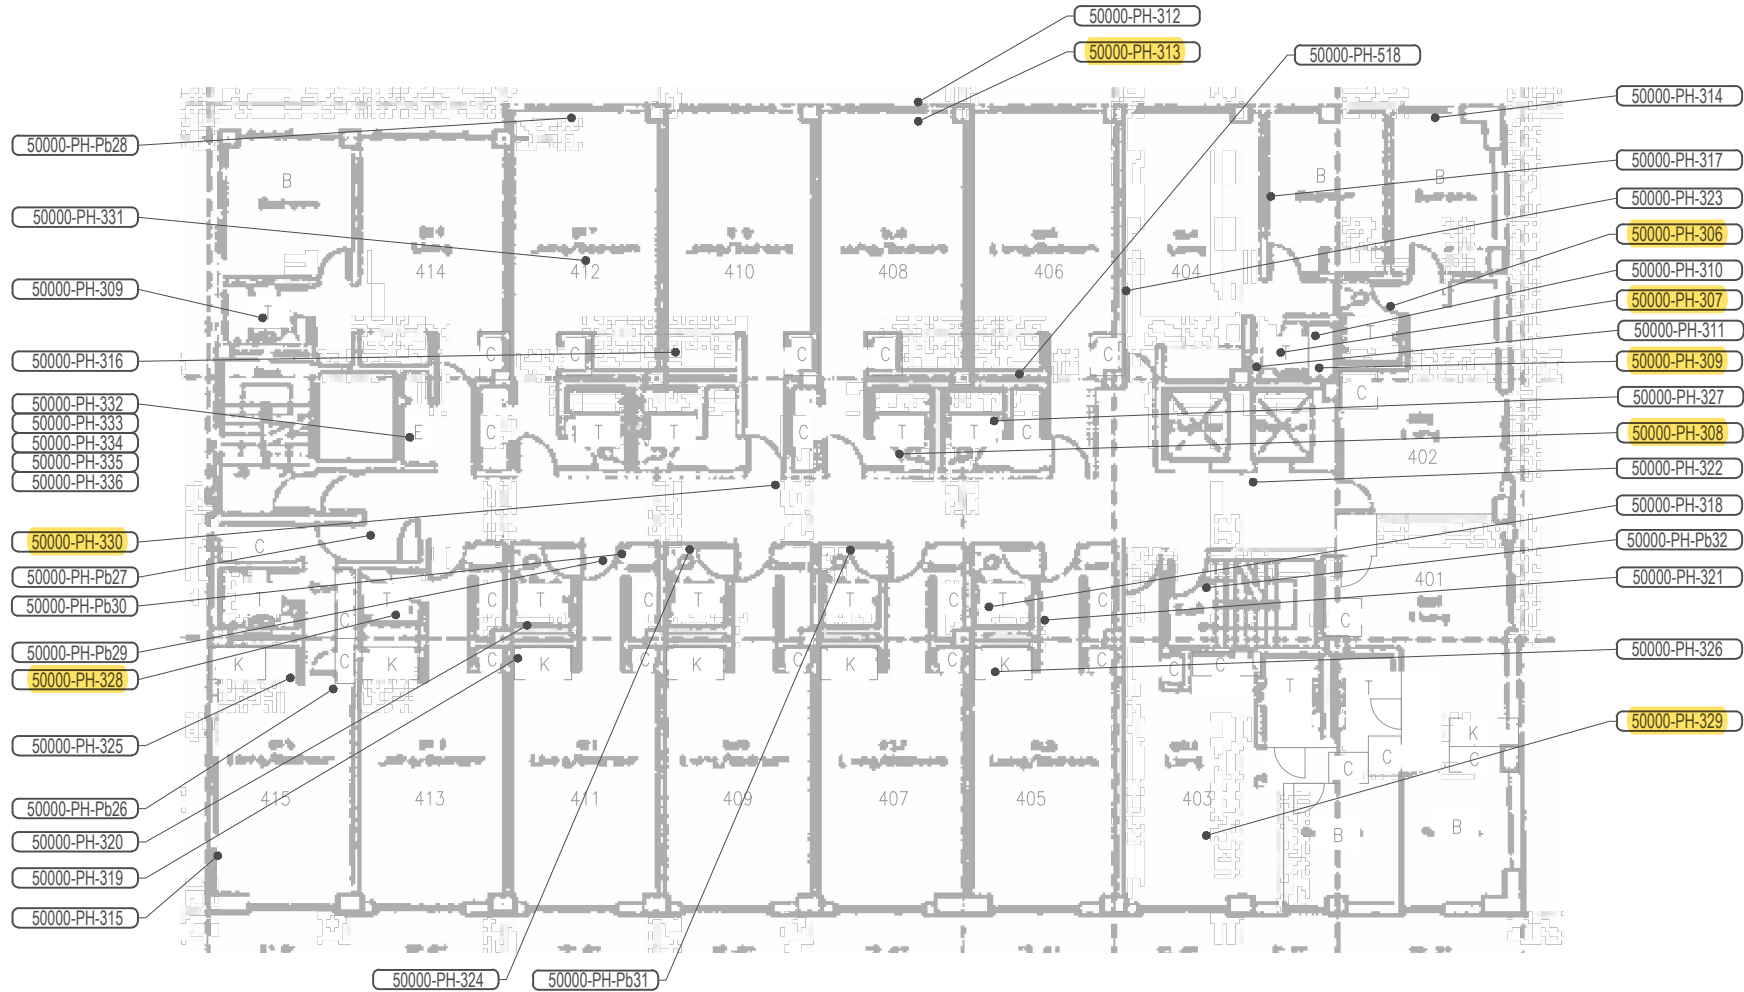 50000-PH-312
50000-PH-313
50000-PH-518
50000-PH-314
50000-PH-Pb28
50000-PH-317
B
B
B
50000-PH-323
50000-PH-331
50000-PH-306
414
412
410
408
406
404
50000-PH-310
50000-PH-309
T
50000-PH-307
50000-PH-311
T
T
50000-PH-316
C
C
C
C
C
50000-PH-309
C
50000-PH-327
50000-PH-332
50000-PH-333
50000-PH-334
50000-PH-335
50000-PH-336
E
C
T
T
C
T
T
C
50000-PH-308
402
50000-PH-322
50000-PH-318
50000-PH-330
C
50000-PH-Pb32
50000-PH-Pb27
50000-PH-321
401
50000-PH-Pb30
T
T
C
T
C
T
C
T
C
T
C
C
C
50000-PH-Pb29
50000-PH-326
K
C
K
C
K
C
K
C
K
C
K
C
C
C
50000-PH-328
T
T
50000-PH-329
K
50000-PH-325
C
C
C
415
413
411
409
407
405
403
50000-PH-Pb26
B
B
50000-PH-320
50000-PH-319
50000-PH-315
50000-PH-324
50000-PH-Pb31